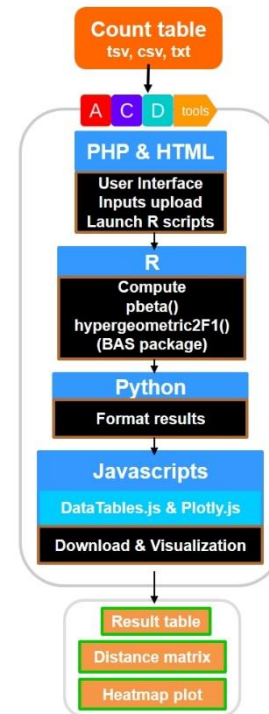 Count table
tsv, csv, txt
A C D tools
PHP & HTML
User Interface
Inputs upload
Launch R scripts
R
Compute
pbeta()
hypergeometric2F1()
(BAS package)
Python
Format results
Javascripts
DataTables.js & Plotly.js
Download & Visualization
Result table
Distance matrix
Heatmap plot